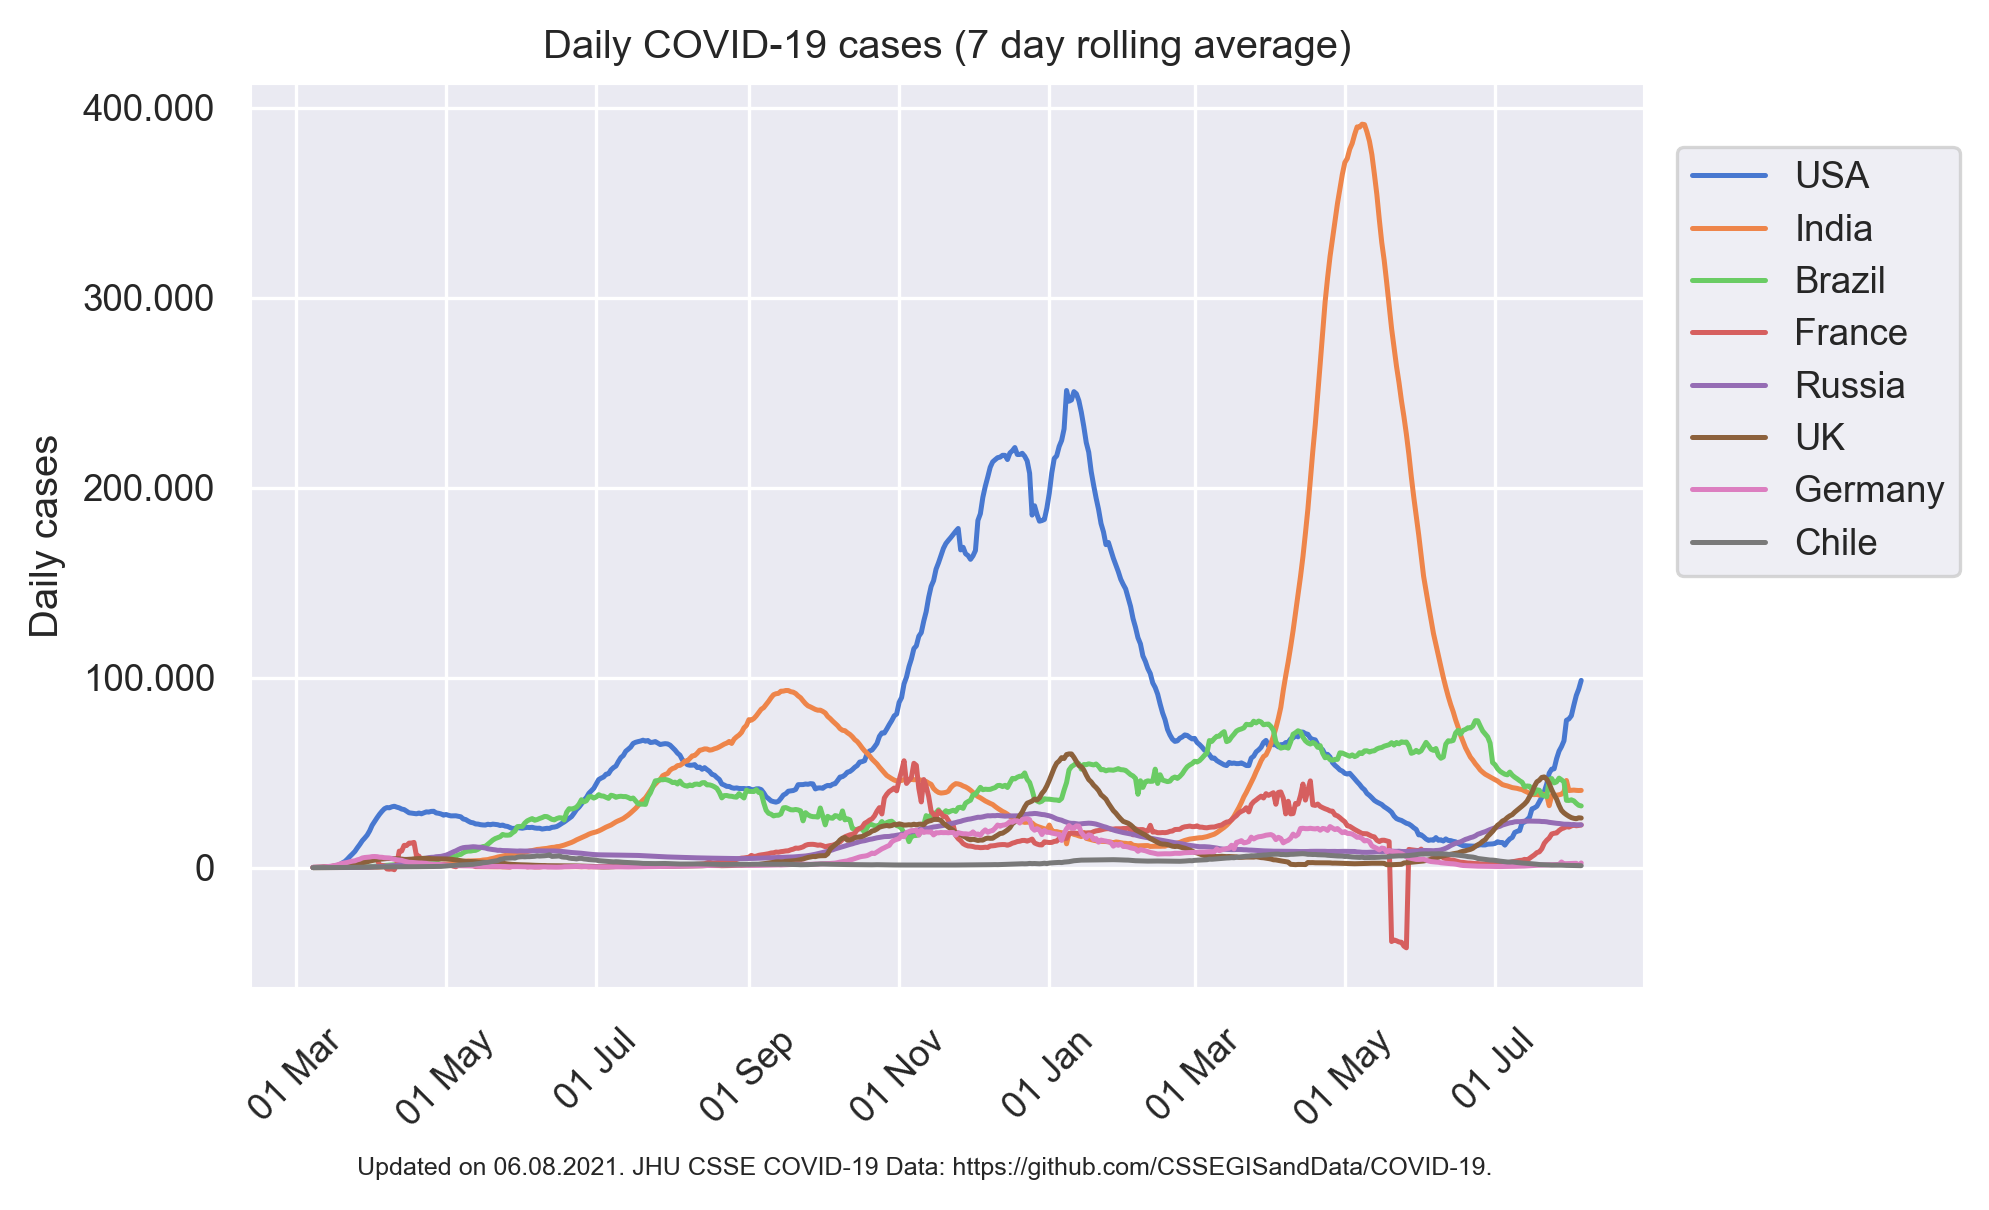 Daily COVID-19 cases (7 day rolling average)
400.000
300.000
200.000
100.000
0
Daily cases
USA
India
Brazil
France
Russia
UK
Germany
Chile
01 Mar
01 May
01 Jul
01 Sep
01 Nov
01 Jan
01 Mar
01 May
01 Jul
Updated on 06.08.2021. JHU CSSE COVID-19 Data: https://github.com/CSSEGISandData/COVID-19.